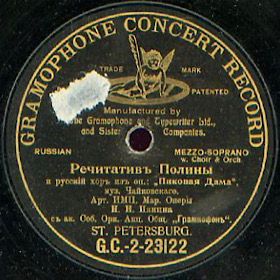 GRAMOPHONE CONCERT RECORD
TRADE MARK
PATENTED
Manufactured by
The Gramophone and Typewriter Ltd.,
and Sister Companies.
RUSSIAN
MEZZO-SOPRANO
w. Choir & Orch
Речитативъ Полины
и русскій хоръ изъ оп.: „Пиковая Дама",
муз. Чайковскаго.
Арт. ИМП. Мар. Оперы
Н. И. Панина
съ ак. Соб. Орк. Акц. Общ. „Граммофонъ".
ST. PETERSBURG.
G.C.-2-23122